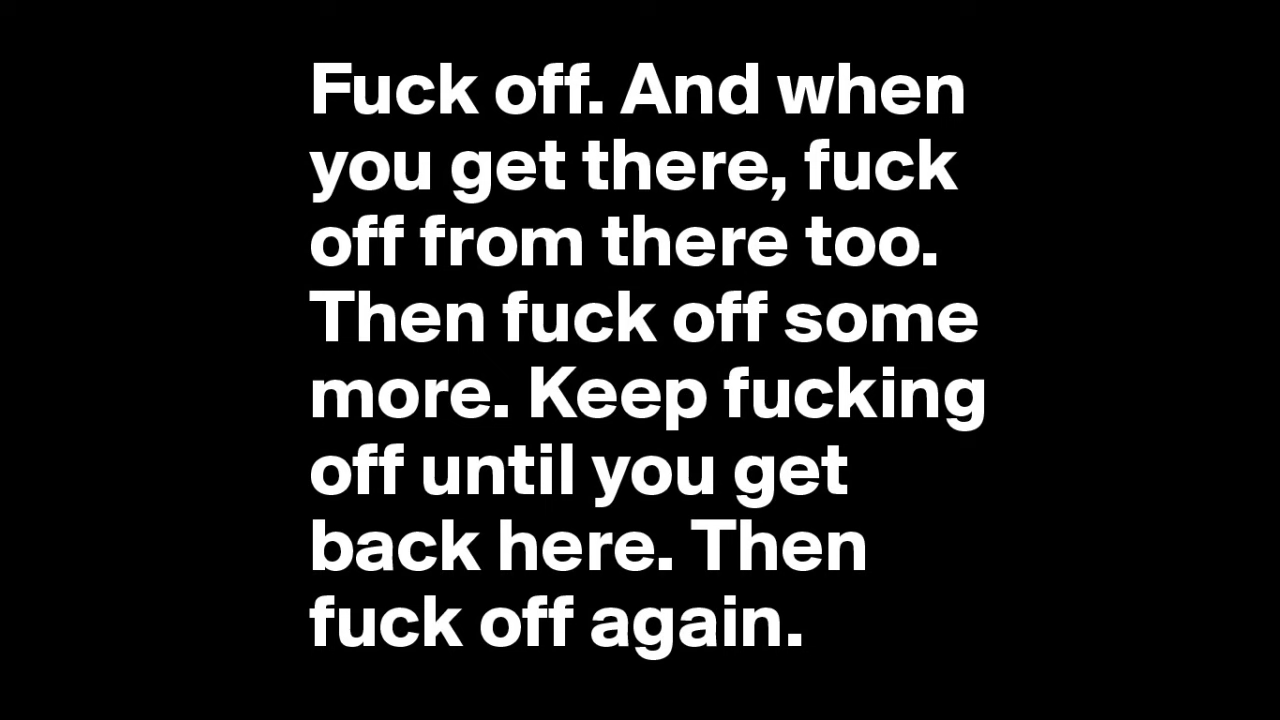 Fuck off. And when
you get there, fuck
off from there too.
Then fuck off some
more. Keep fucking
off until you get
back here. Then
fuck off again.